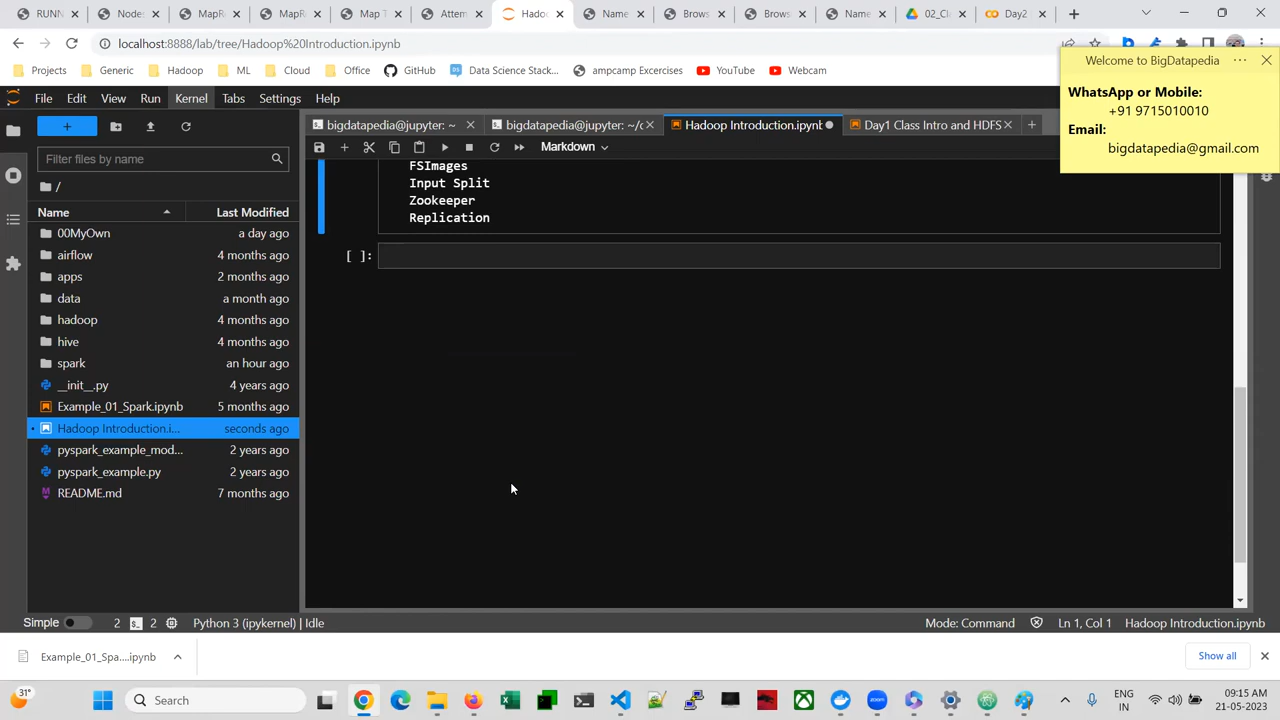 RUNN
Nodes
MapRe
MapRe
Map T
Attem
Hadoo
Name
Brows
Brows
Name
02_Cl
Day2
localhost:8888/lab/tree/Hadoop%20Introduction.ipynb
Projects
Generic
Hadoop
ML
Cloud
Office
GitHub
Data Science Stack...
ampcamp Excercises
YouTube
Webcam
Welcome to BigDatapedia
WhatsApp or Mobile:
+91 9715010010
Email:
bigdatapedia@gmail.com
File Edit View Run Kernel Tabs Settings Help
Filter files by name
/
Name Last Modified
00MyOwn a day ago
airflow 4 months ago
apps 2 months ago
data a month ago
hadoop 4 months ago
hive 4 months ago
spark an hour ago
__init__.py 4 years ago
Example_01_Spark.ipynb 5 months ago
Hadoop Introduction.i... seconds ago
pyspark_example_mod... 2 years ago
pyspark_example.py 2 years ago
README.md 7 months ago
bigdatapedia@jupyter: ~
bigdatapedia@jupyter: ~/c
Hadoop Introduction.ipynb
Day1 Class Intro and HDFS
Markdown
FSImages
Input Split
Zookeeper
Replication
[ ]:
Simple 2 2 Python 3 (ipykernel) | Idle
Mode: Command Ln 1, Col 1 Hadoop Introduction.ipynb
Example_01_Spa....ipynb
Show all
31°
Search
ENG
IN
09:15 AM
21-05-2023